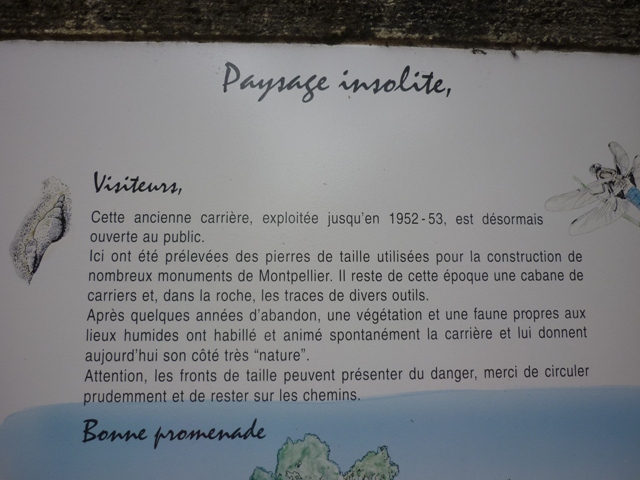 Paysage insolite,
Visiteurs,
Cette ancienne carrière, exploitée jusqu'en 1952-53, est désormais
ouverte au public.
Ici ont été prélevées des pierres de taille utilisées pour la construction de
nombreux monuments de Montpellier. Il reste de cette époque une cabane de
carriers et, dans la roche, les traces de divers outils.
Après quelques années d'abandon, une végétation et une faune propres aux
lieux humides ont habillé et animé spontanément la carrière et lui donnent
aujourd'hui son côté très "nature".
Attention, les fronts de taille peuvent présenter du danger, merci de circuler
prudemment et de rester sur les chemins.
Bonne promenade